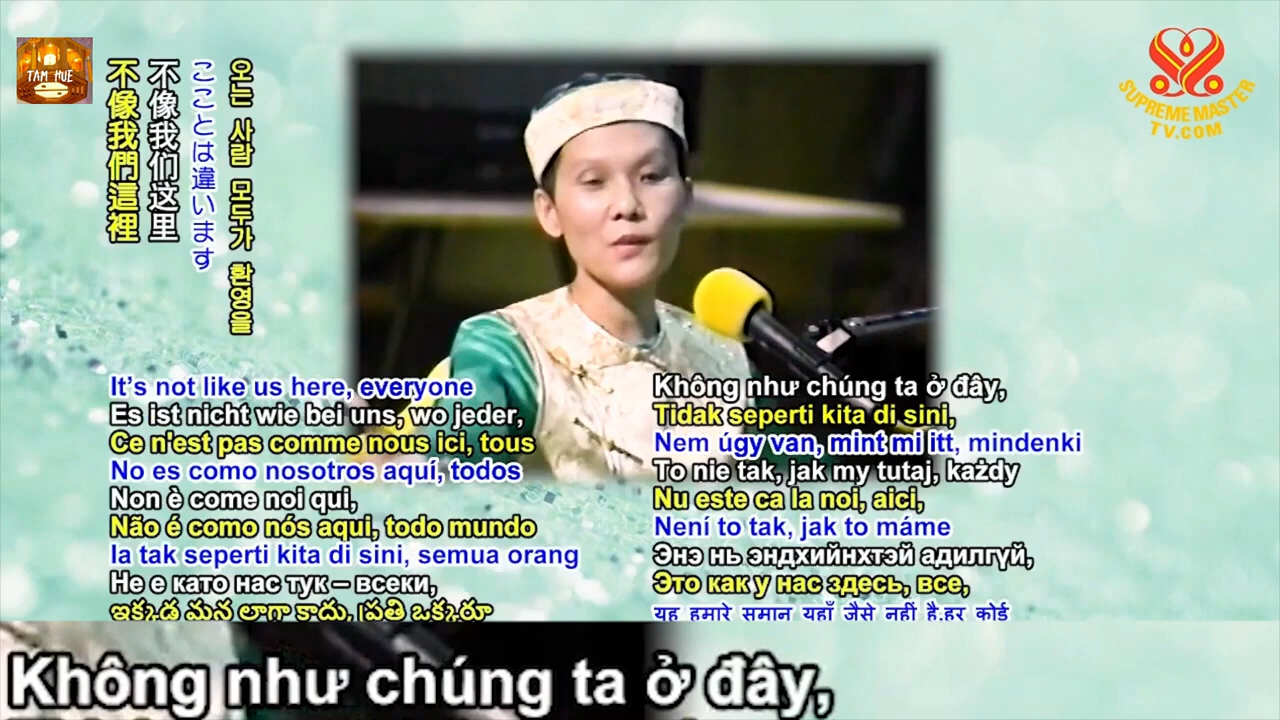 TAM HUE
SUPREME MASTER
TV.COM
오는 사람 모두가 환영을
こことは違います
不像我们这里
不像我們這裡
It’s not like us here, everyone
Es ist nicht wie bei uns, wo jeder,
Ce n'est pas comme nous ici, tous
No es como nosotros aquí, todos
Non è come noi qui,
Não é como nós aqui, todo mundo
Ia tak seperti kita di sini, semua orang
Не е като нас тук – всеки,
ఇక్కడ మన లాగా కాదు, ప్రతి ఒక్కరూ
Không như chúng ta ở đây,
Tidak seperti kita di sini,
Nem úgy van, mint mi itt, mindenki
To nie tak, jak my tutaj, każdy
Nu este ca la noi, aici,
Není to tak, jak to máme
Энэ нь эндхийнхтэй адилгүй,
Это как у нас здесь, все,
यह हमारे समान यहाँ जैसे नहीं है.हर कोई
Không như chúng ta ở đây,